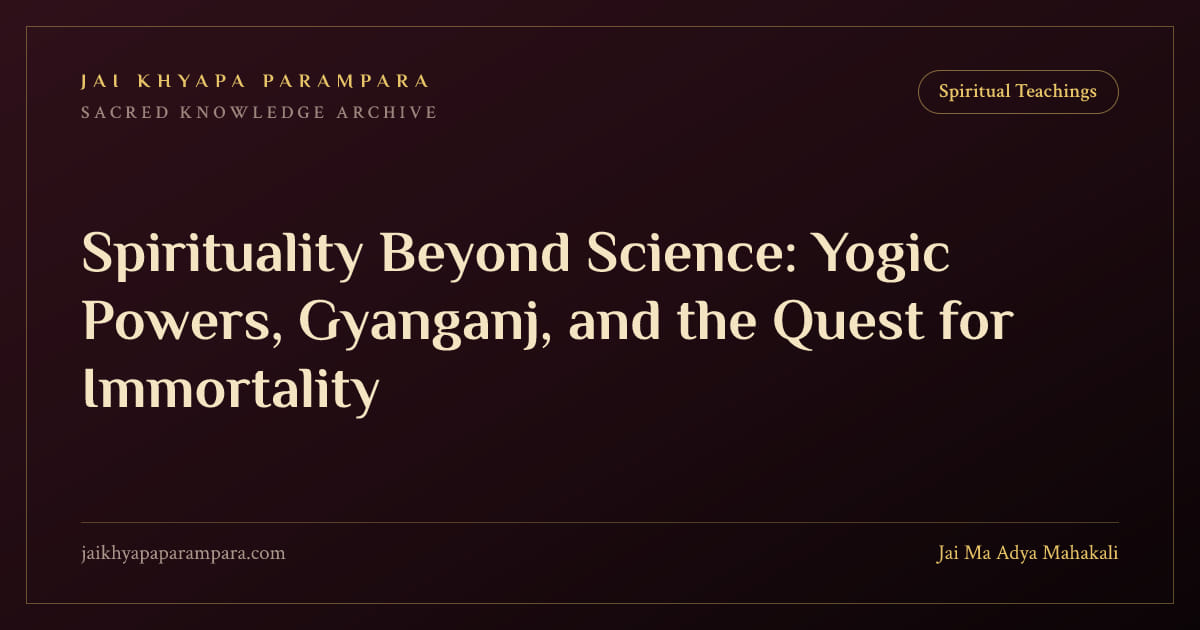 JAI KHYAPA PARAMPARA
SACRED KNOWLEDGE ARCHIVE
Spiritual Teachings
Spirituality Beyond Science: Yogic
Powers, Gyanganj, and the Quest for
Immortality
jaikhyapaparampara.com
Jai Ma Adya Mahakali